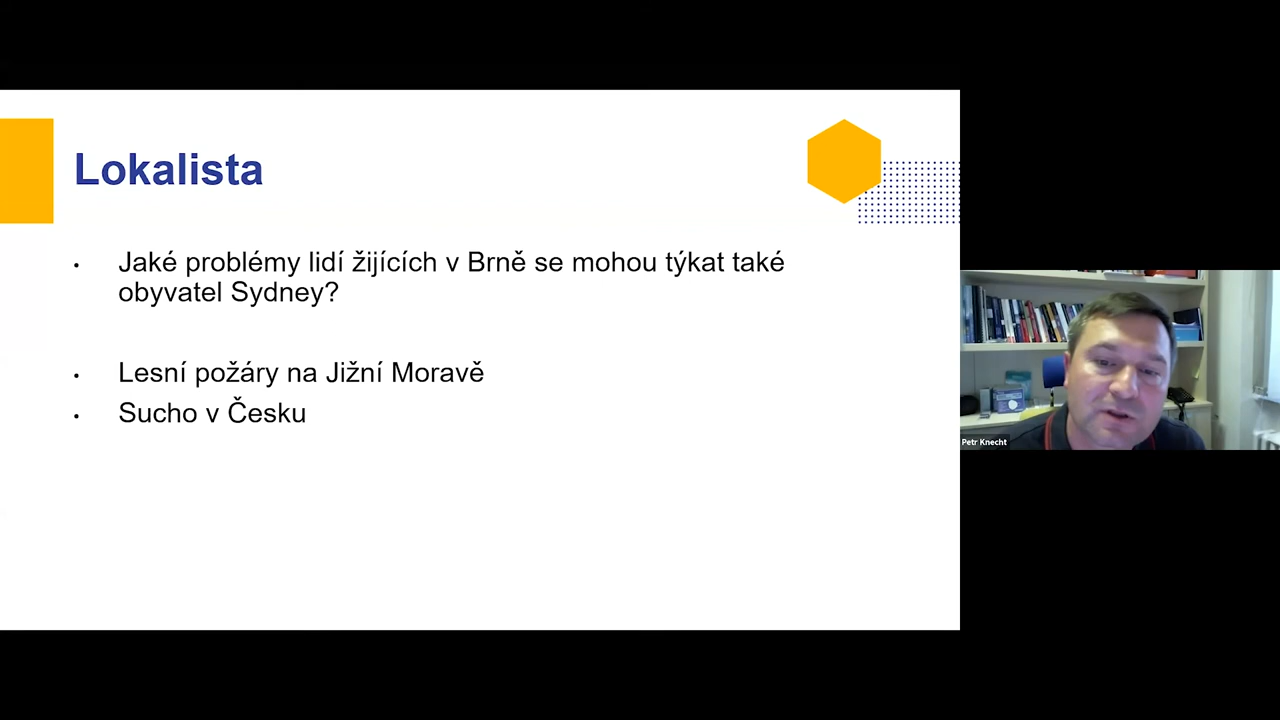 Lokalista
• Jaké problémy lidí žijících v Brně se mohou týkat také
obyvatel Sydney?
• Lesní požáry na Jižní Moravě
• Sucho v Česku
Petr Knecht